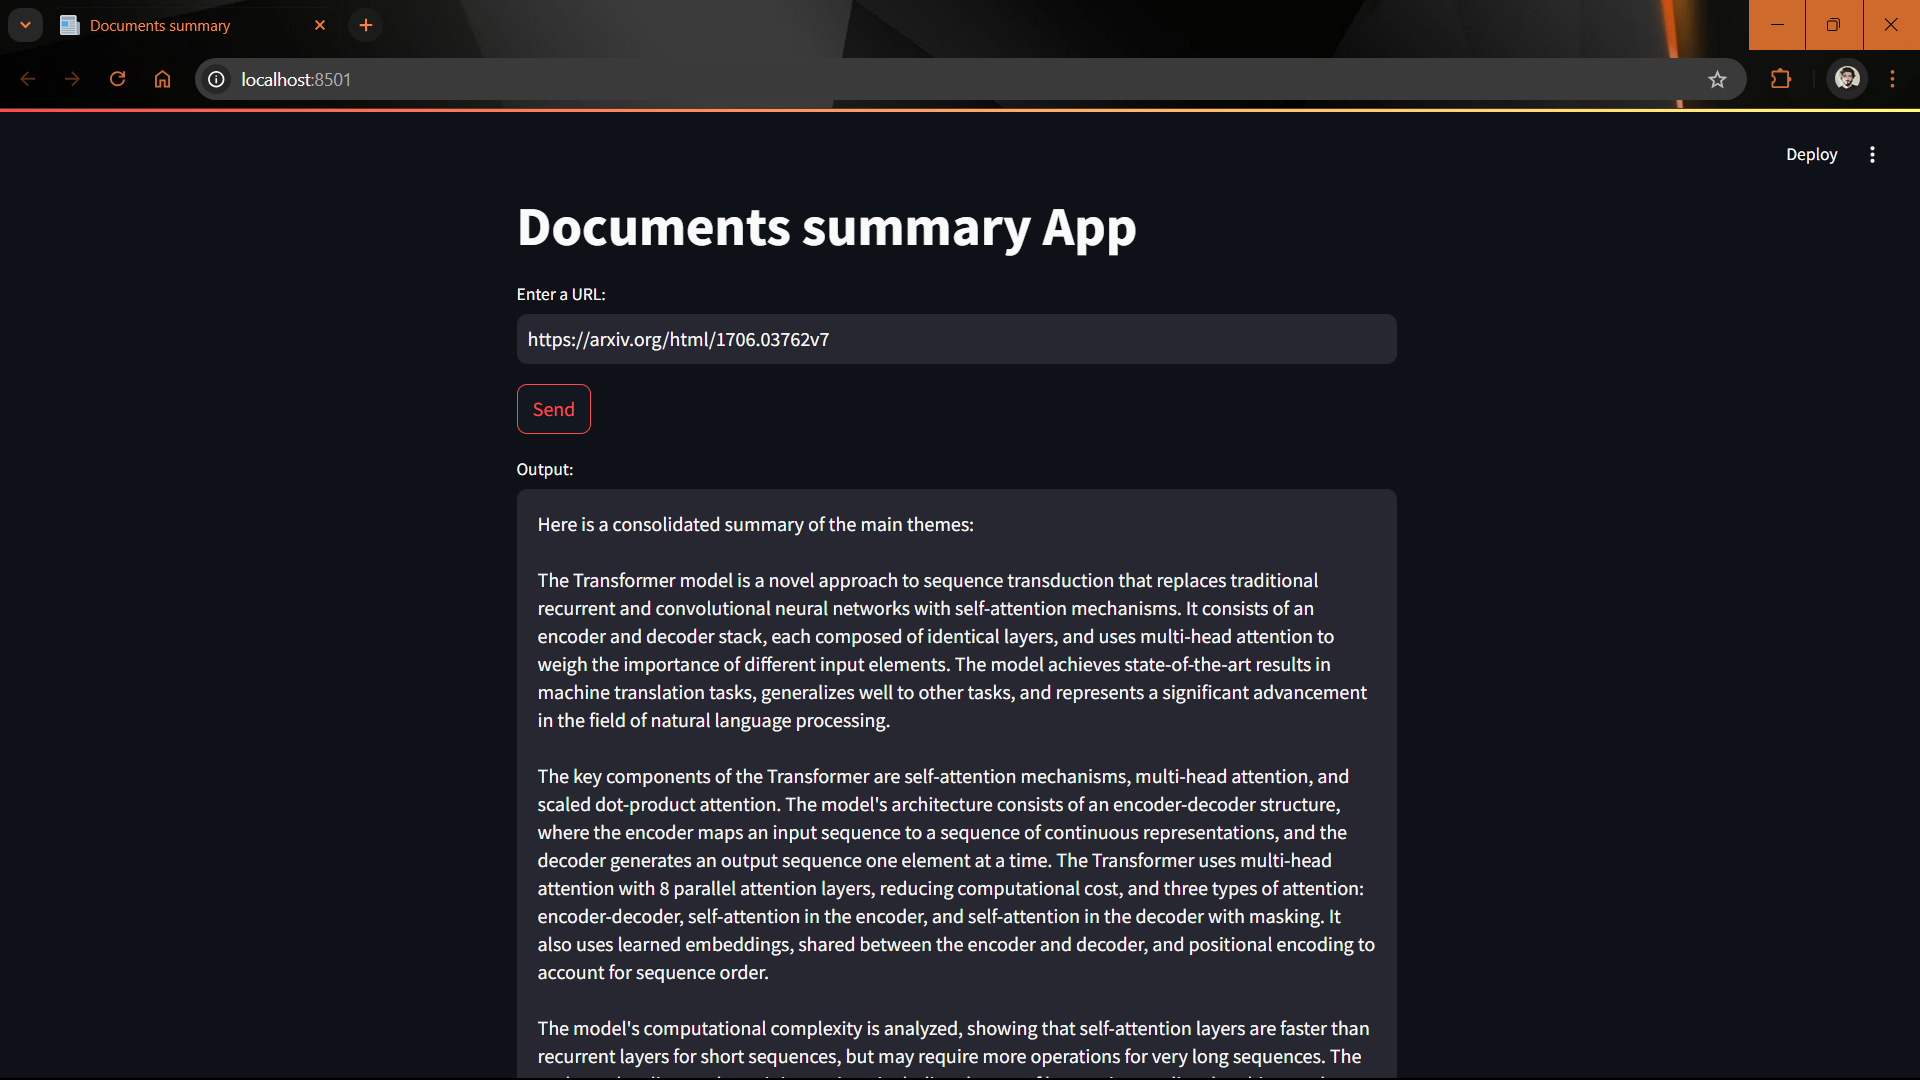 Documents summary
localhost:8501
Deploy
Documents summary App
Enter a URL:
https://arxiv.org/html/1706.03762v7
Send
Output:
Here is a consolidated summary of the main themes:
The Transformer model is a novel approach to sequence transduction that replaces traditional
recurrent and convolutional neural networks with self-attention mechanisms. It consists of an
encoder and decoder stack, each composed of identical layers, and uses multi-head attention to
weigh the importance of different input elements. The model achieves state-of-the-art results in
machine translation tasks, generalizes well to other tasks, and represents a significant advancement
in the field of natural language processing.
The key components of the Transformer are self-attention mechanisms, multi-head attention, and
scaled dot-product attention. The model's architecture consists of an encoder-decoder structure,
where the encoder maps an input sequence to a sequence of continuous representations, and the
decoder generates an output sequence one element at a time. The Transformer uses multi-head
attention with 8 parallel attention layers, reducing computational cost, and three types of attention:
encoder-decoder, self-attention in the encoder, and self-attention in the decoder with masking. It
also uses learned embeddings, shared between the encoder and decoder, and positional encoding to
account for sequence order.
The model's computational complexity is analyzed, showing that self-attention layers are faster than
recurrent layers for short sequences, but may require more operations for very long sequences. The